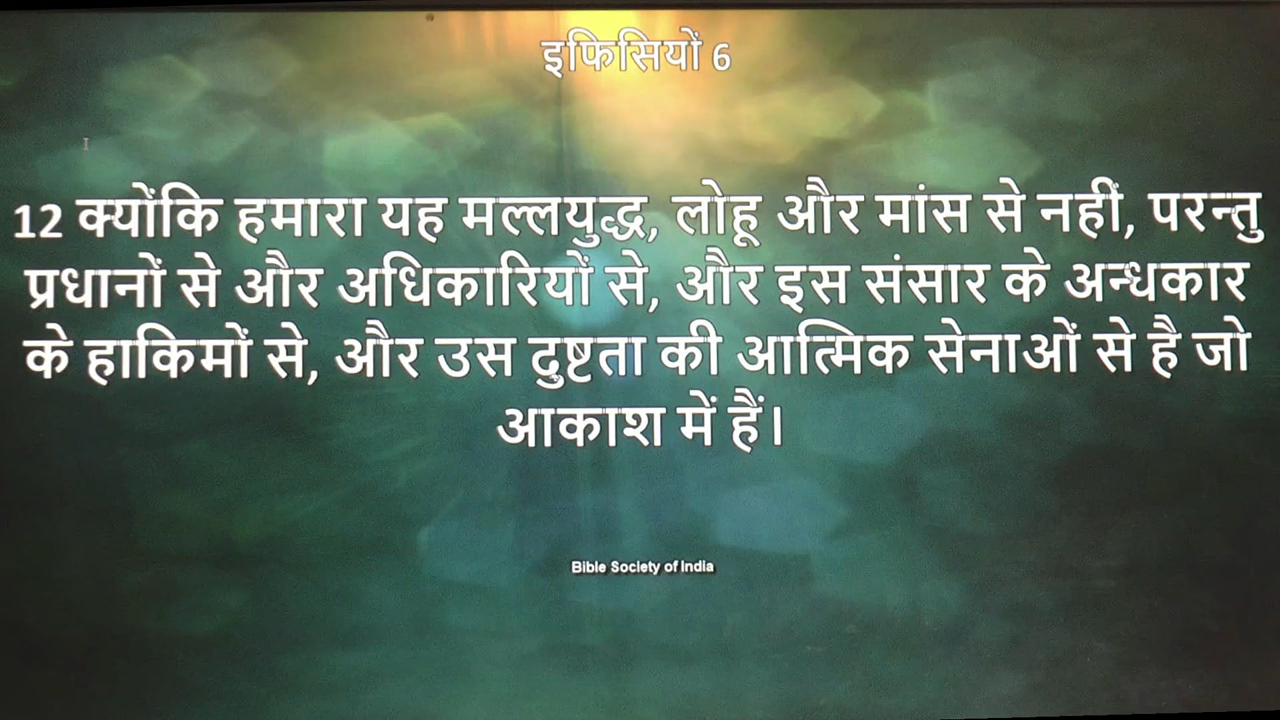 इफिसियों 6
12 क्योंकि हमारा यह मल्लयुद्ध, लोहू और मांस से नहीं, परन्तु
प्रधानों से और अधिकारियों से, और इस संसार के अन्धकार
के हाकिमों से, और उस दुष्टता की आत्मिक सेनाओं से है जो
आकाश में हैं।
Bible Society of India